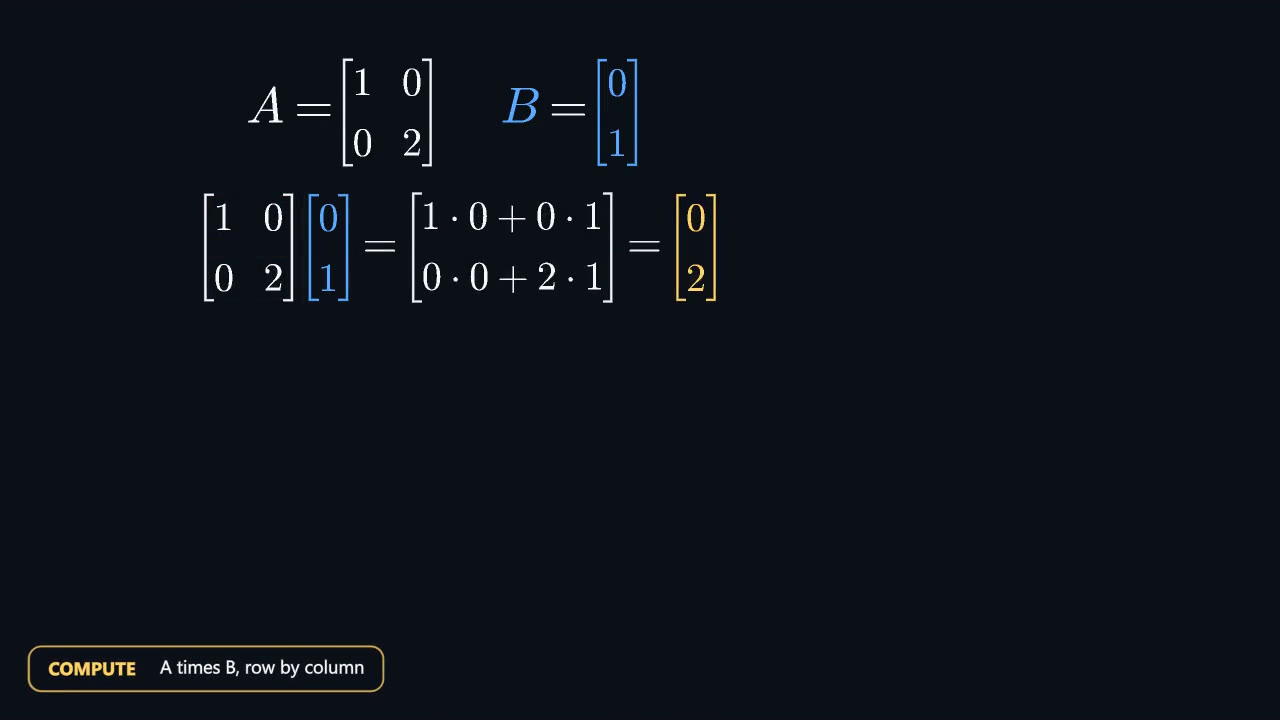 A = [1 0; 0 2] B = [0; 1]
[1 0; 0 2] [0; 1] = [1 · 0 + 0 · 1; 0 · 0 + 2 · 1] = [0; 2]
COMPUTE A times B, row by column